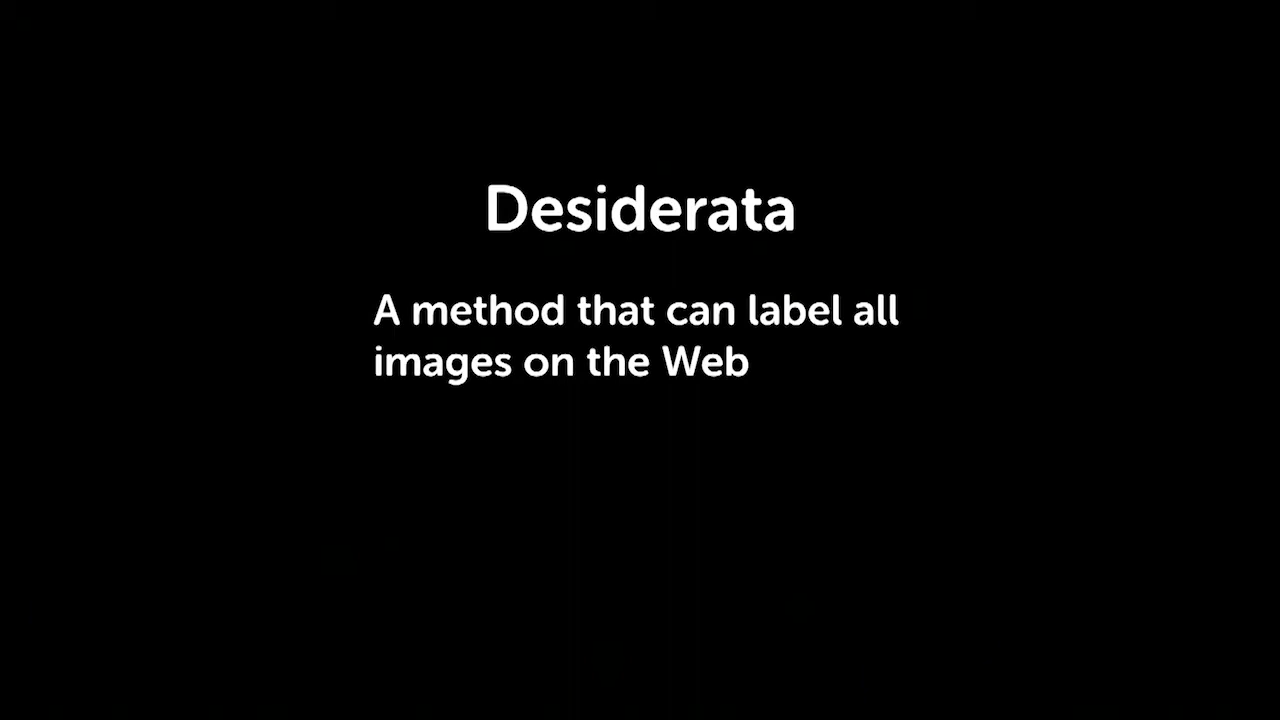 Desiderata
A method that can label all
images on the Web